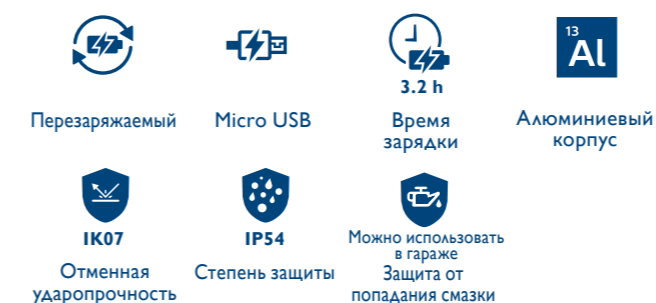 3.2 h
13
Al
Перезаряжаемый
Micro USB
Время
зарядки
Алюминиевый
корпус
IK07
Отменная
ударопрочность
IP54
Степень защиты
Можно использовать
в гараже
Защита от
попадания смазки